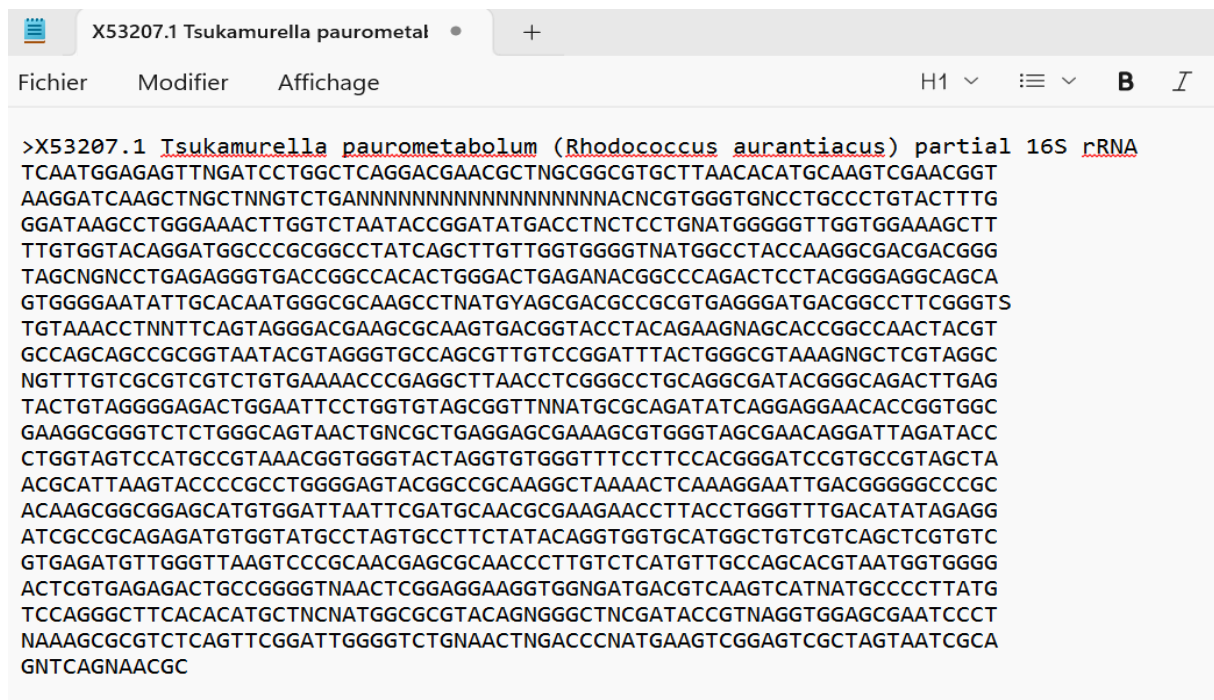 X53207.1 Tsukamurella paurometal
Fichier Modifier Affichage H1 B I
>X53207.1 Tsukamurella paurometabolum (Rhodococcus aurantiacus) partial 16S rRNA
TCAATGGAGAGTTNGATCCTGGCTCAGGACGAACGCTNGCGGCGTGCTTAACACATGCAAGTCGAACGGT
AAGGATCAAGCTNGCTNNGTCTGANNNNNNNNNNNNNNNNNNNACNCGTGGGTGNCCTGCCCTGTACTTTG
GGATAAGCCTGGGAAACTTGGTCTAATACCGGATATGACCTNCTCCTGNATGGGGGTTGGTGGAAAGCTT
TTGTGGTACAGGATGGCCCGCGGCCTATCAGCTTGTTGGTGGGGTNATGGCCTACCAAGGCGACGACGGG
TAGCNGNCCTGAGAGGGTGACCGGCCACACTGGGACTGAGANACGGCCCAGACTCCTACGGGAGGCAGCA
GTGGGGAATATTGCACAATGGGCGCAAGCCTNATGYAGCGACGCCGCGTGAGGGATGACGGCCTTCGGGTS
TGTAAACCTNNTTCAGTAGGGACGAAGCGCAAGTGACGGTACCTACAGAAGNAGCACCGGCCAACTACGT
GCCAGCAGCCGCGGTAATACGTAGGGTGCCAGCGTTGTCCGGATTTACTGGGCGTAAAGNGCTCGTAGGC
NGTTTGTCGCGTCGTCTGTGAAAACCCGAGGCTTAACCTCGGGCCTGCAGGCGATACGGGCAGACTTGAG
TACTGTAGGGGAGACTGGAATTCCTGGTGTAGCGGTTNNATGCGCAGATATCAGGAGGAACACCGGTGGC
GAAGGCGGGTCTCTGGGCAGTAACTGNCGCTGAGGAGCGAAAGCGTGGGTAGCGAACAGGATTAGATACC
CTGGTAGTCCATGCCGTAAACGGTGGGTACTAGGTGTGGGTTTCCTTCCACGGGATCCGTGCCGTAGCTA
ACGCATTAAGTACCCCGCCTGGGGAGTACGGCCGCAAGGCTAAAACTCAAAGGAATTGACGGGGGCCCGC
ACAAGCGGCGGAGCATGTGGATTAATTCGATGCAACGCGAAGAACCTTACCTGGGTTTGACATATAGAGG
ATCGCCGCAGAGATGTGGTATGCCTAGTGCCTTCTATACAGGTGGTGCATGGCTGTCGTCAGCTCGTGTC
GTGAGATGTTGGGTTAAGTCCCGCAACGAGCGCAACCCTTGTCTCATGTTGCCAGCACGTAATGGTGGGG
ACTCGTGAGAGACTGCCGGGGTNAACTCGGAGGAAGGTGGNGATGACGTCAAGTCATNATGCCCCTTATG
TCCAGGGCTTCACACATGCTNCNATGGCGCGTACAGNGGGCTNCGATACCGTNAGGTGGAGCGAATCCCT
NAAAGCGCGTCTCAGTTCGGATTGGGGTCTGNAACTNGACCCNATGAAGTCGGAGTCGCTAGTAATCGCA
GNTCAGNAACGC